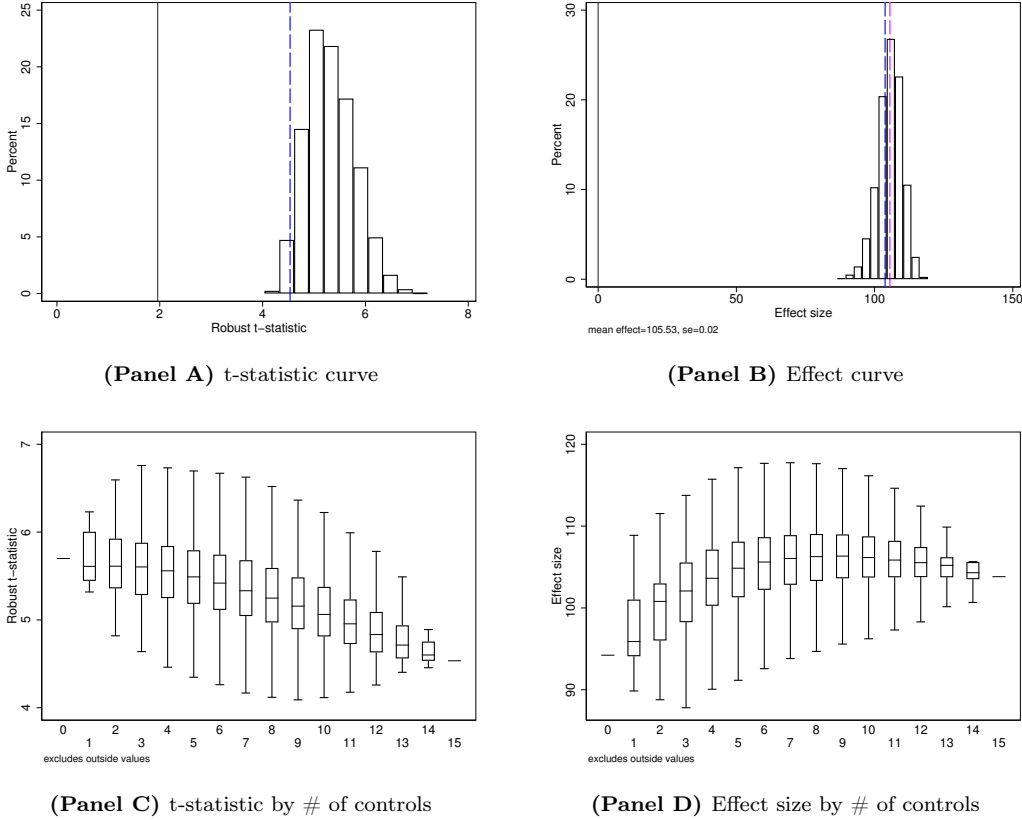 25
20
15
10
5
0
Percent
0 2 4 6 8
Robust t−statistic
(Panel A) t-statistic curve
30
20
10
0
Percent
0 50 100 150
Effect size
mean effect=105.53, se=0.02
(Panel B) Effect curve
7
6
5
4
Robust t−statistic
0 2 4 6 8 10 12 14
1 3 5 7 9 11 13 15
excludes outside values
(Panel C) t-statistic by # of controls
120
110
100
90
Effect size
0 2 4 6 8 10 12 14
1 3 5 7 9 11 13 15
excludes outside values
(Panel D) Effect size by # of controls